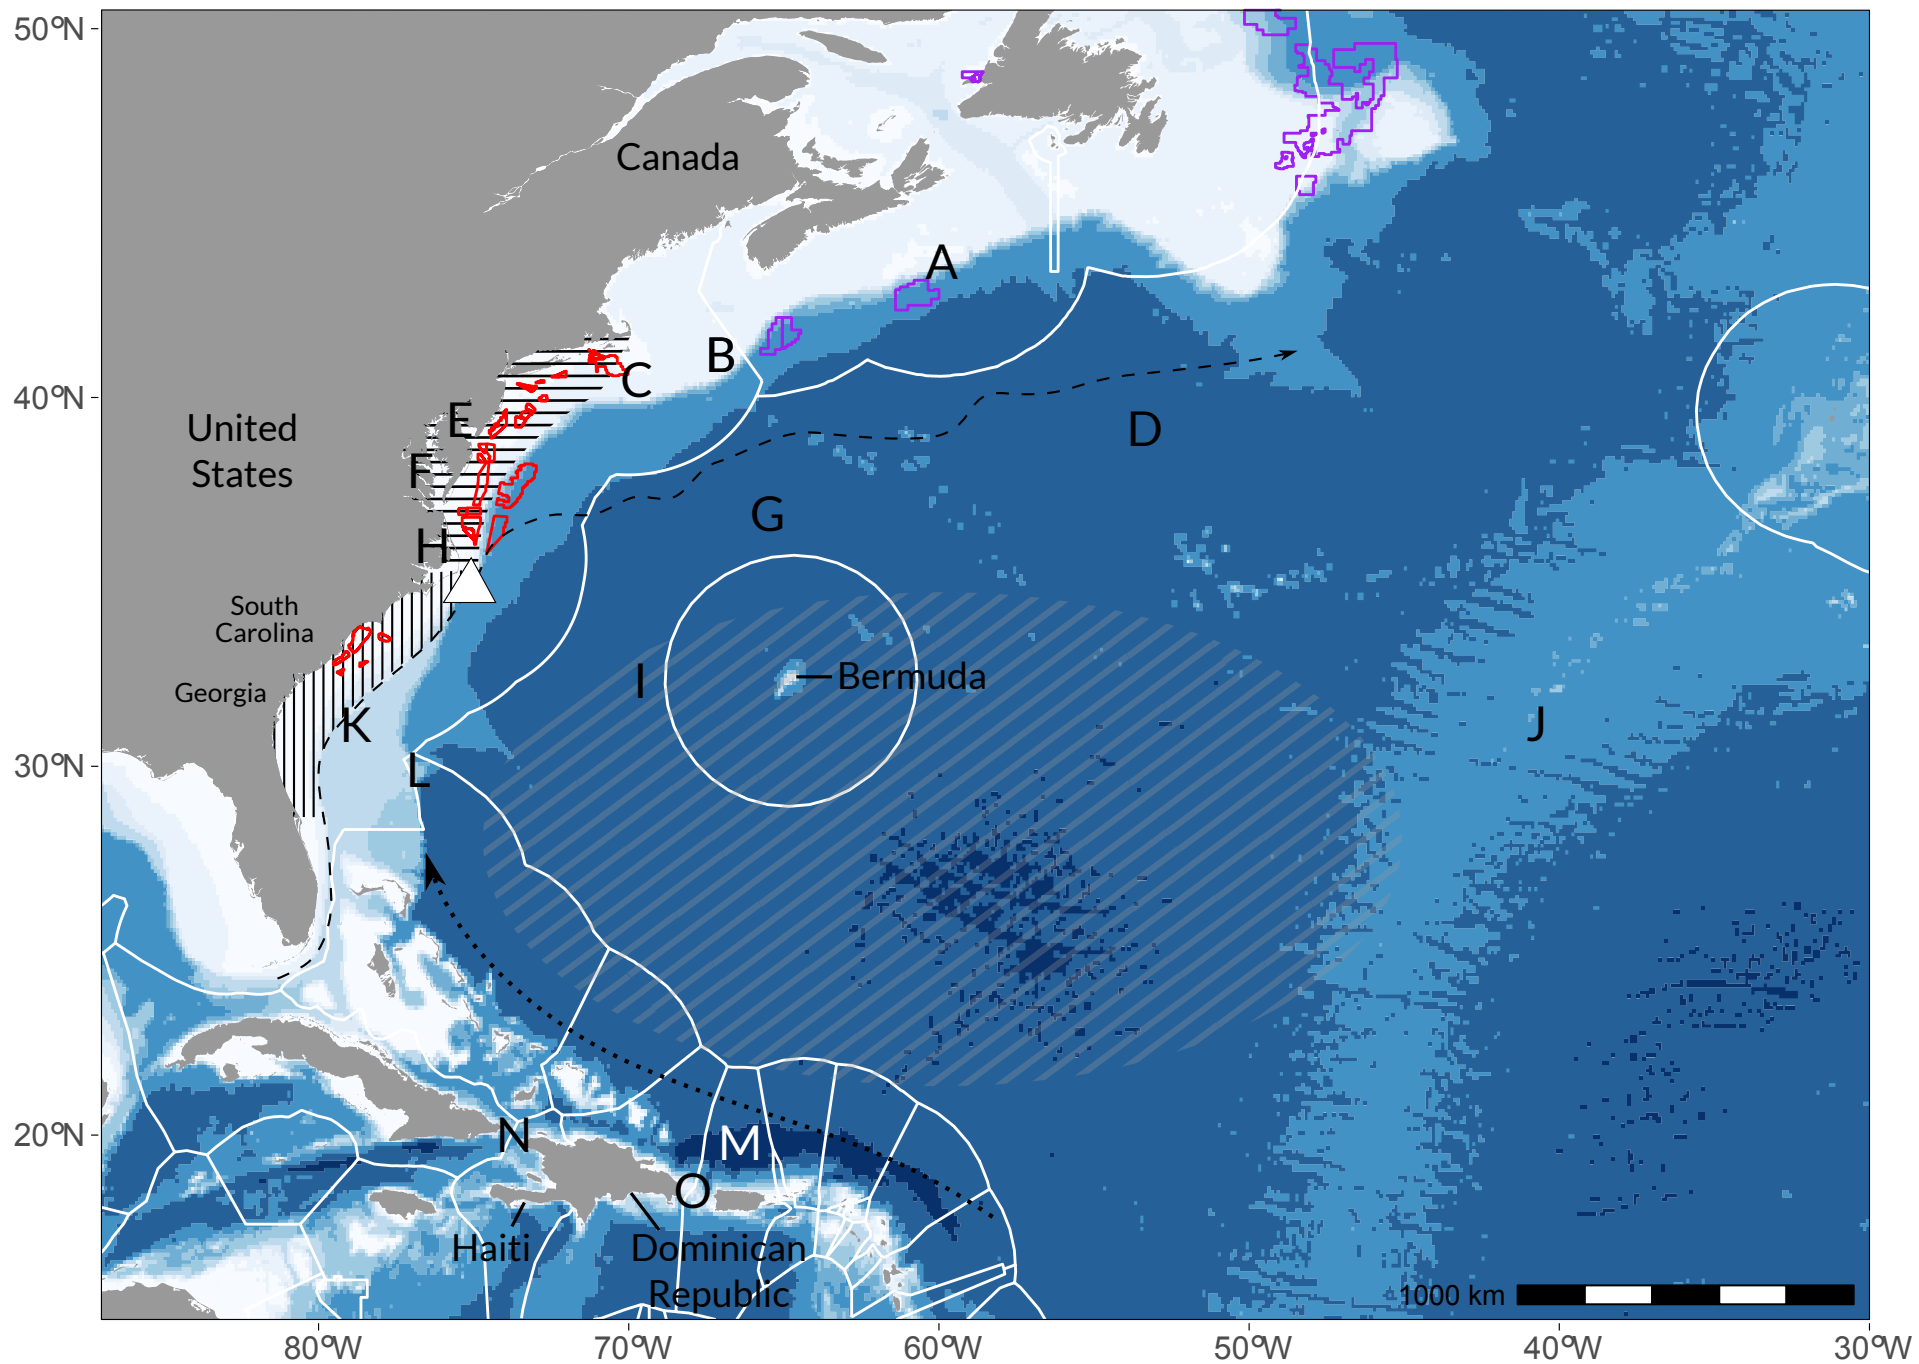 50°N
40°N
30°N
20°N
Canada
A
B
C
United
States
E
D
F
G
H
South
Carolina
Georgia
I
Bermuda
K
J
L
M
N
O
Haiti
Dominican
Republic
1000 km
80°W
70°W
60°W
50°W
40°W
30°W